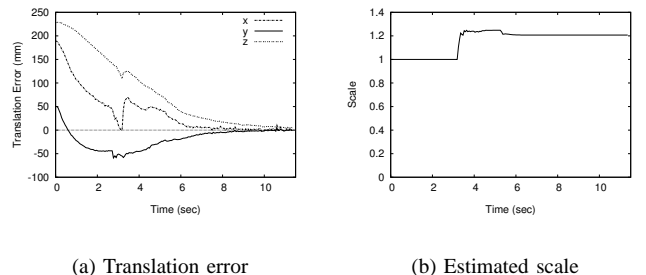 250
200
150
100
50
0
-50
-100
0 2 4 6 8 10
Translation Error (mm)
Time (sec)
x
y
z
(a) Translation error
1.4
1.2
1
0.8
0.6
0.4
0.2
0
0 2 4 6 8 10
Scale
Time (sec)
(b) Estimated scale